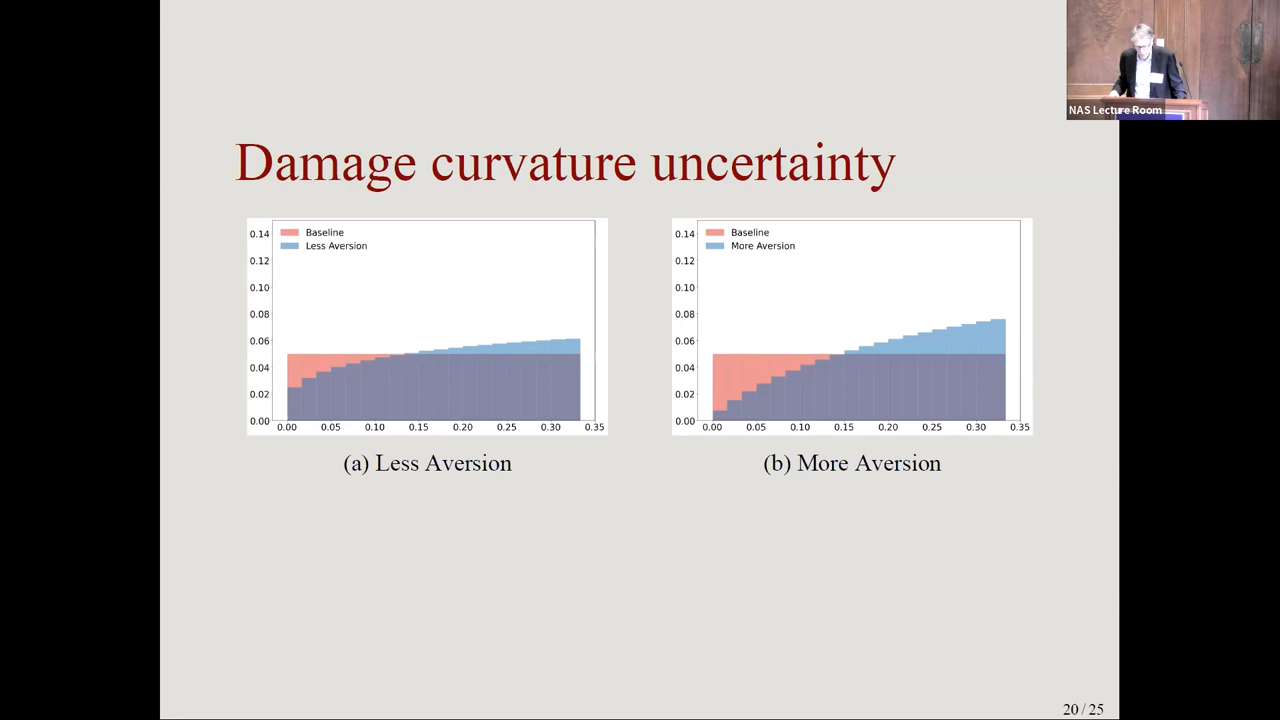 NAS Lecture Room
Damage curvature uncertainty
Baseline
Less Aversion
0.14
0.12
0.10
0.08
0.06
0.04
0.02
0.00
0.00 0.05 0.10 0.15 0.20 0.25 0.30 0.35
(a) Less Aversion
Baseline
More Aversion
0.14
0.12
0.10
0.08
0.06
0.04
0.02
0.00
0.00 0.05 0.10 0.15 0.20 0.25 0.30 0.35
(b) More Aversion
20 / 25